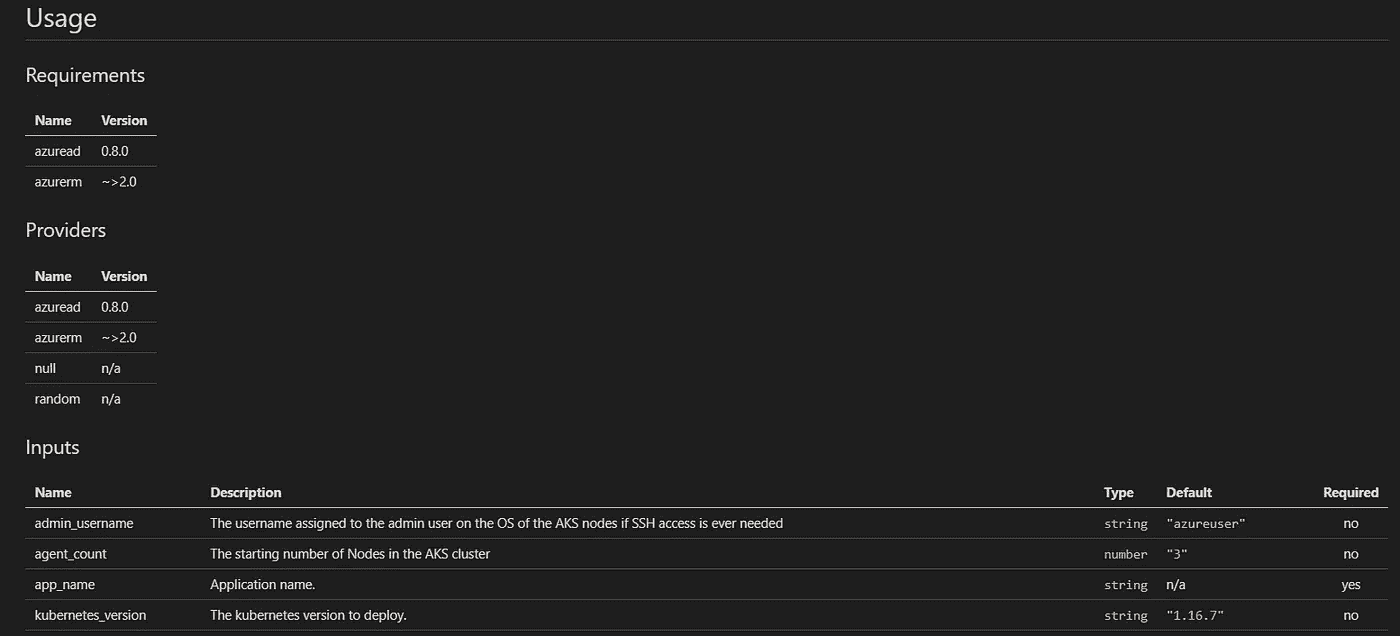 Usage
Requirements
Name Version
azuread 0.8.0
azurerm ~>2.0
Providers
Name Version
azuread 0.8.0
azurerm ~>2.0
null n/a
random n/a
Inputs
Name Description Type Default Required
admin_username The username assigned to the admin user on the OS of the AKS nodes if SSH access is ever needed string "azureuser" no
agent_count The starting number of Nodes in the AKS cluster number "3" no
app_name Application name. string n/a yes
kubernetes_version The kubernetes version to deploy. string "1.16.7" no